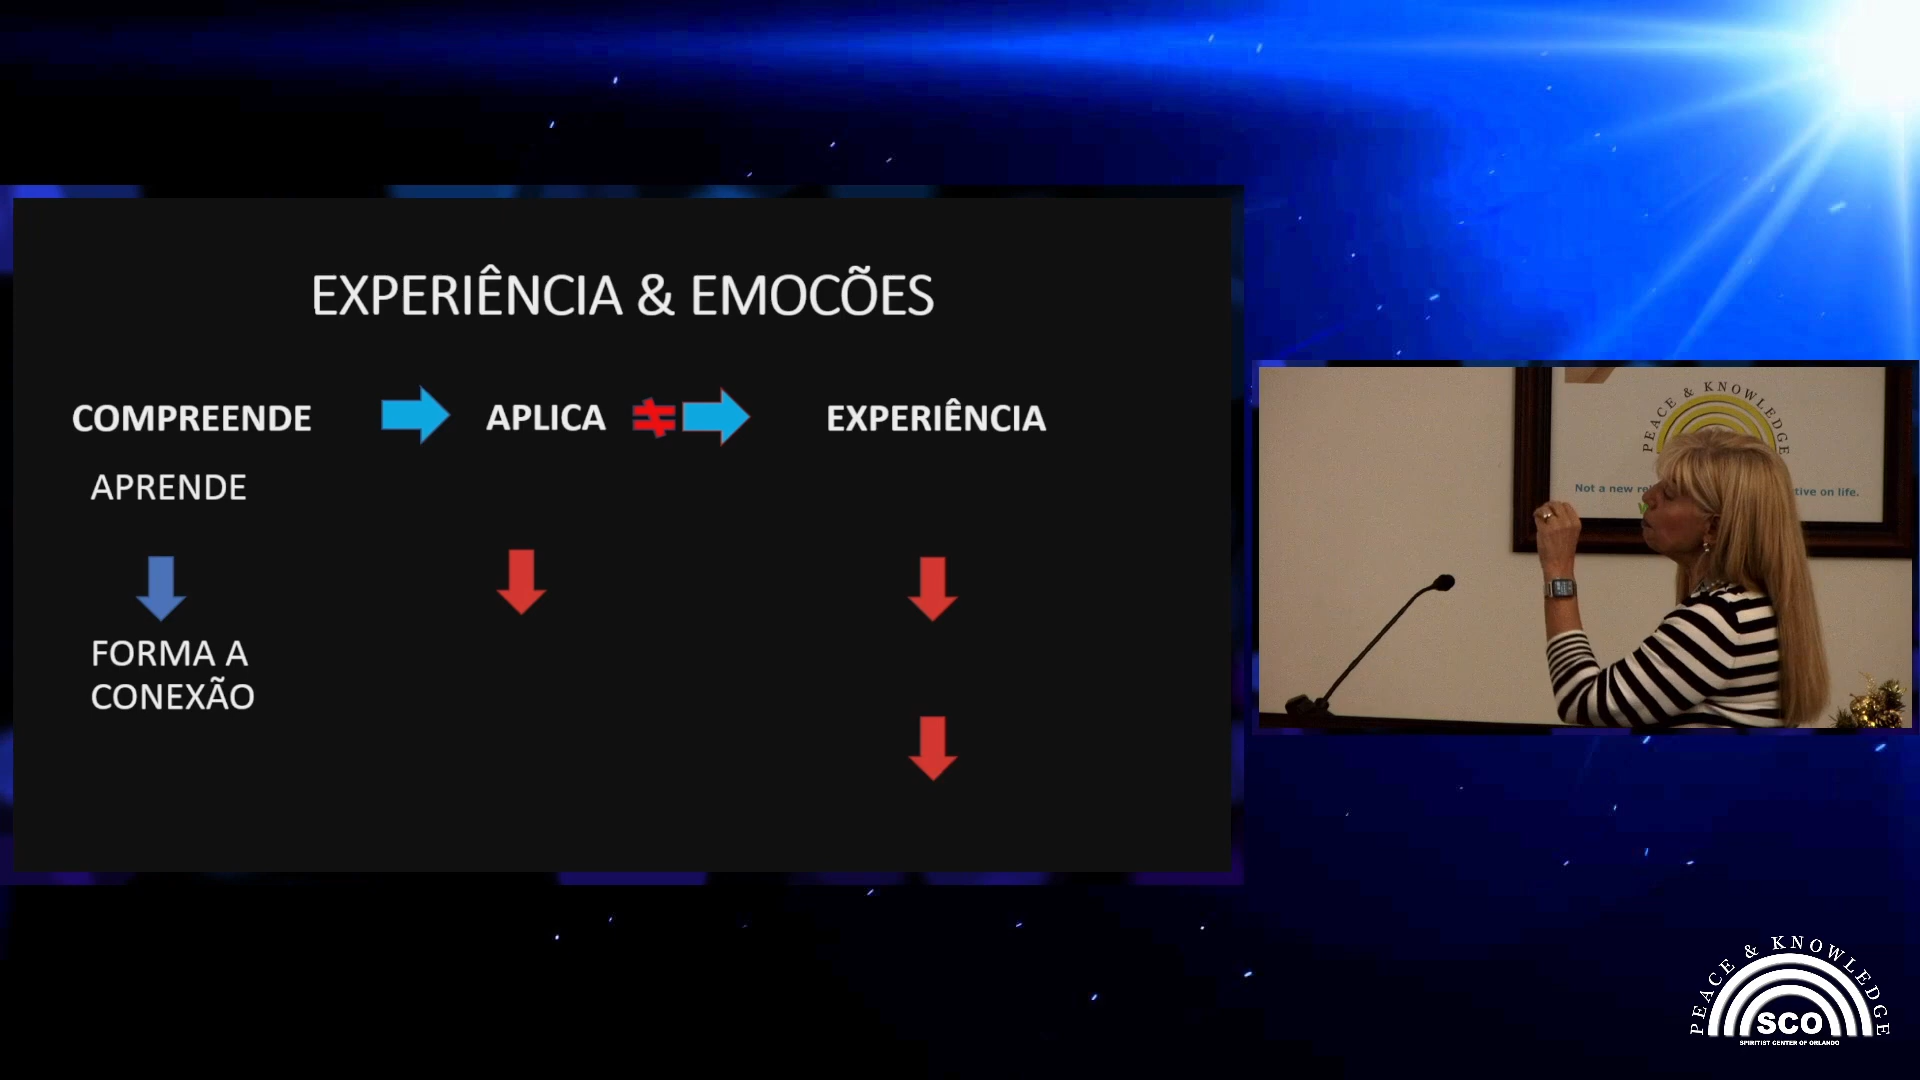 EXPERIÊNCIA & EMOCÕES
COMPREENDE
APLICA
≠
EXPERIÊNCIA
APRENDE
FORMA A
CONEXÃO
PEACE & KNOWLEDGE
Not a new
tive on life.
PEACE & KNOWLEDGE
SCO
SPIRITIST CENTER OF ORLANDO